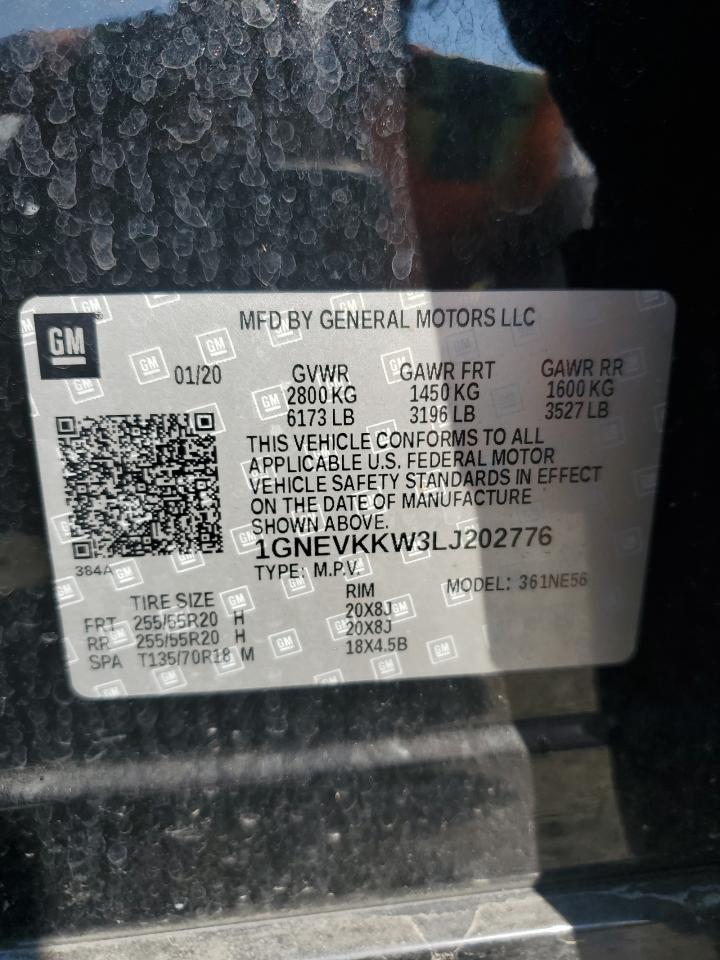 GM
MFD BY GENERAL MOTORS LLC
01/20 GVWR GAWR FRT GAWR RR
2800 KG 1450 KG 1600 KG
6173 LB 3196 LB 3527 LB
THIS VEHICLE CONFORMS TO ALL
APPLICABLE U.S. FEDERAL MOTOR
VEHICLE SAFETY STANDARDS IN EFFECT
ON THE DATE OF MANUFACTURE
SHOWN ABOVE.
1GNEVKKW3LJ202776
384A
TYPE: M.P.V. MODEL: 361NE56
TIRE SIZE RIM
FRT 255/55R20 H 20X8J
RR 255/55R20 H 20X8J
SPA T135/70R18 M 18X4.5B